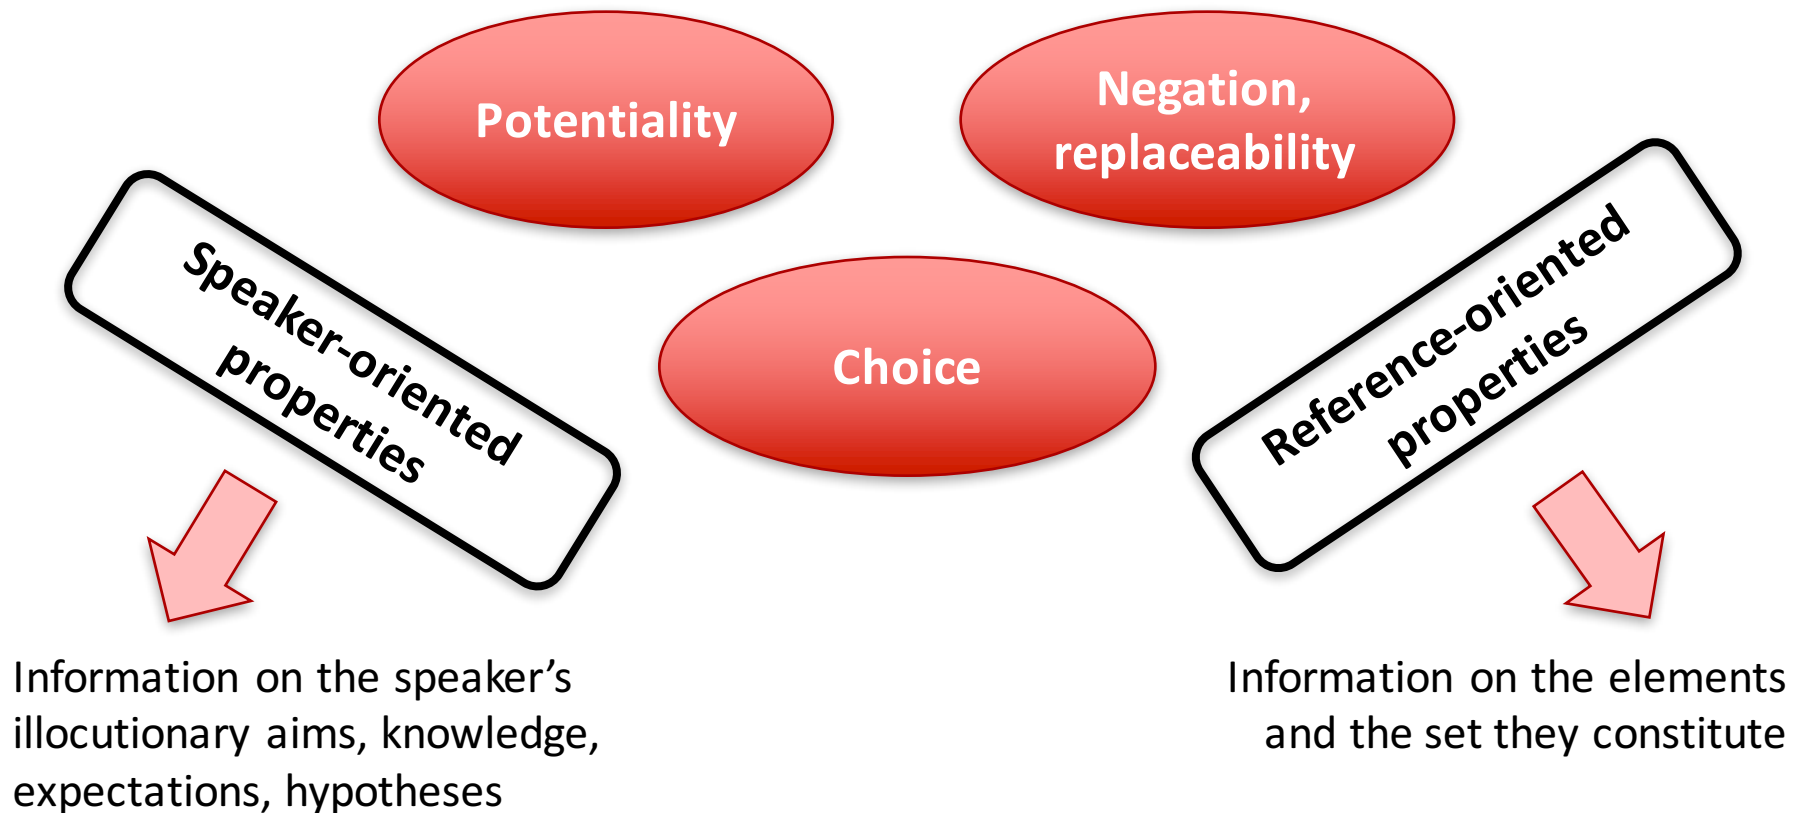 Potentiality
Negation,
replaceability
Choice
Speaker-oriented
properties
Reference-oriented
properties
Information on the speaker’s
illocutionary aims, knowledge,
expectations, hypotheses
Information on the elements
and the set they constitute